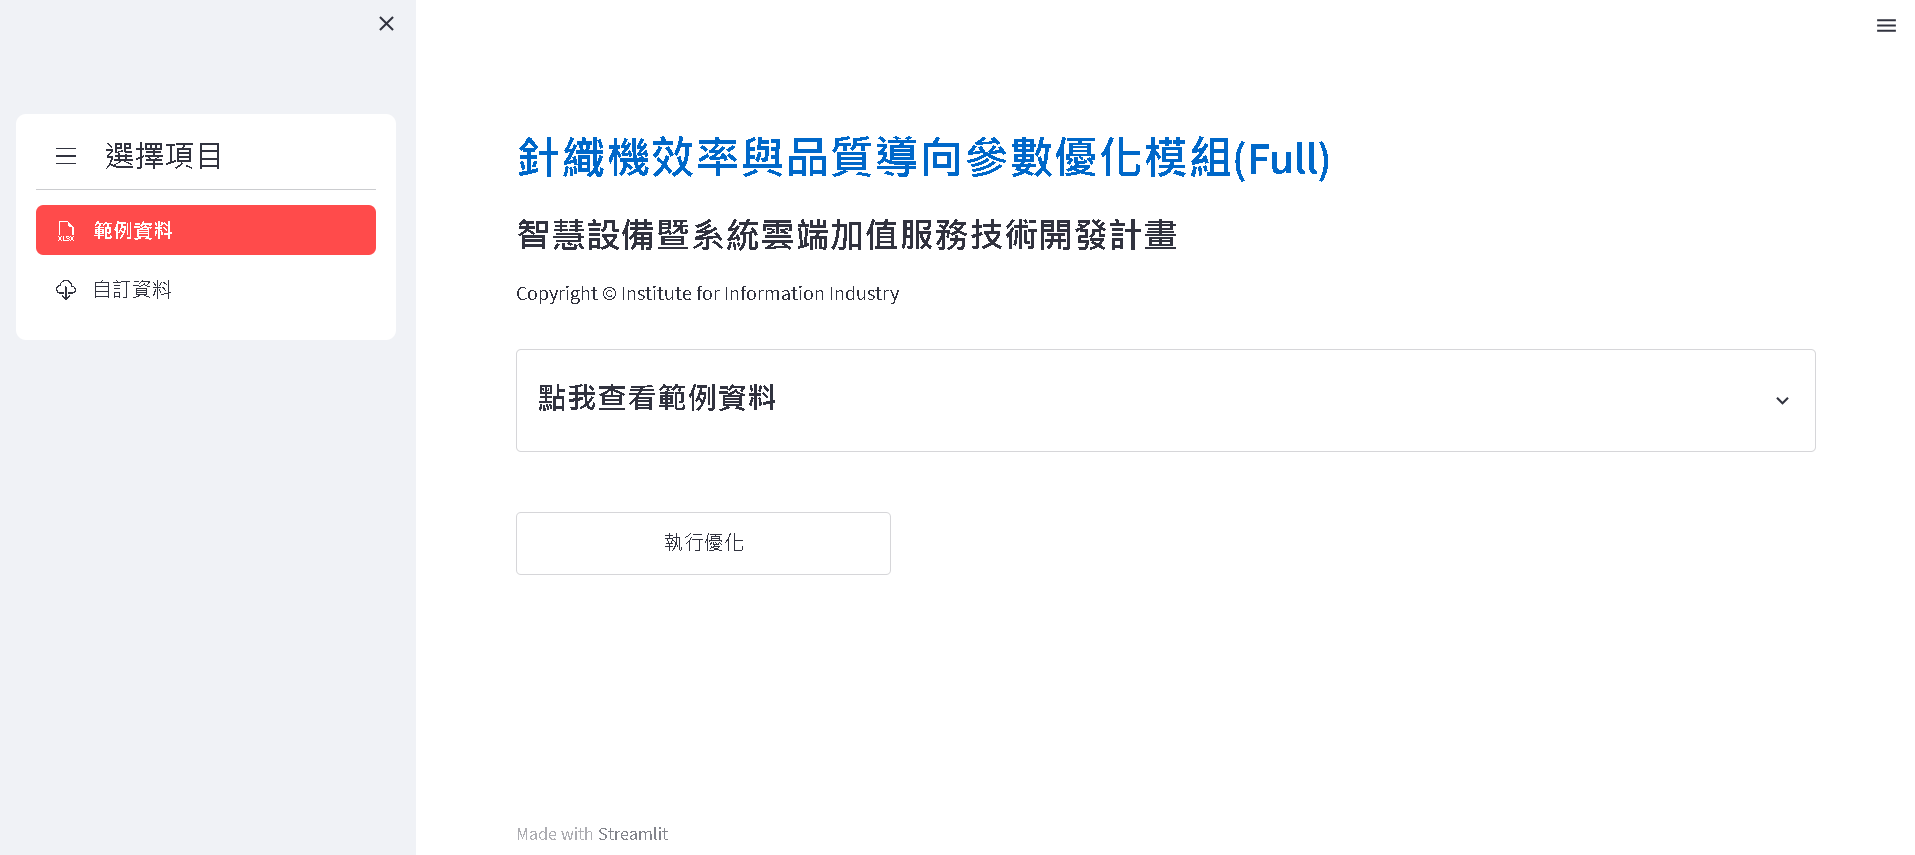 選擇項目
XLSX
範例資料
自訂資料
針織機效率與品質導向參數優化模組(Full)
智慧設備暨系統雲端加值服務技術開發計畫
Copyright © Institute for Information Industry
點我查看範例資料
執行優化
Made with Streamlit